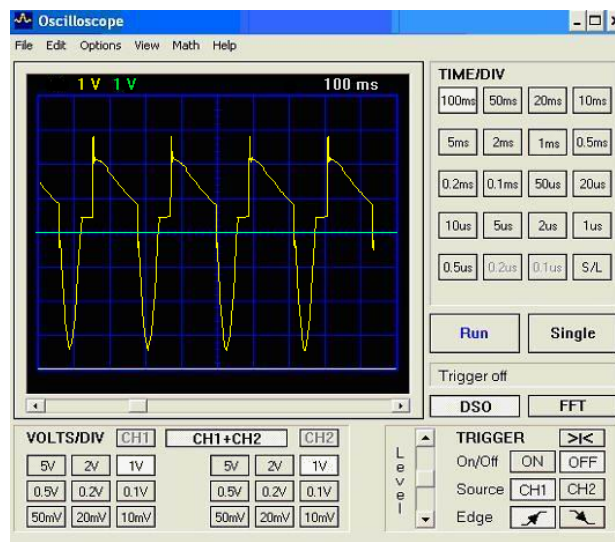 Oscilloscope
File Edit Options View Math Help
1 V 1 V 100 ms
TIME/DIV
100ms 50ms 20ms 10ms
5ms 2ms 1ms 0.5ms
0.2ms 0.1ms 50us 20us
10us 5us 2us 1us
0.5us 0.2us 0.1us S/L
Run Single
Trigger off
DSO FFT
VOLTS/DIV CH1 CH1+CH2 CH2
5V 2V 1V 5V 2V 1V
0.5V 0.2V 0.1V 0.5V 0.2V 0.1V
50mV 20mV 10mV 50mV 20mV 10mV
Level
TRIGGER >|<
On/Off ON OFF
Source CH1 CH2
Edge